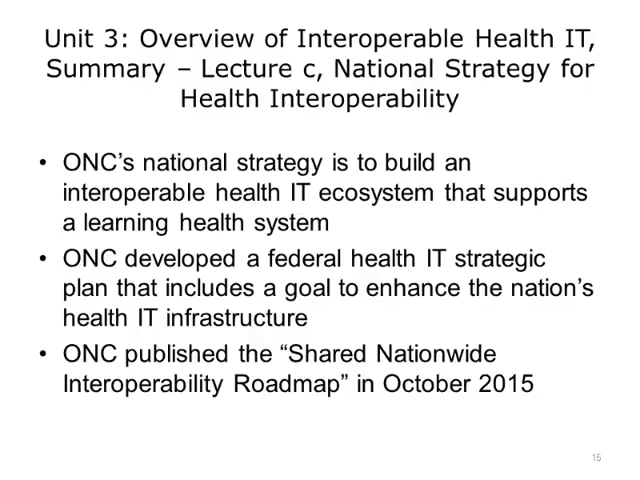 Unit 3: Overview of Interoperable Health IT,
Summary – Lecture c, National Strategy for
Health Interoperability
• ONC’s national strategy is to build an
interoperable health IT ecosystem that supports
a learning health system
• ONC developed a federal health IT strategic
plan that includes a goal to enhance the nation’s
health IT infrastructure
• ONC published the “Shared Nationwide
Interoperability Roadmap” in October 2015
15